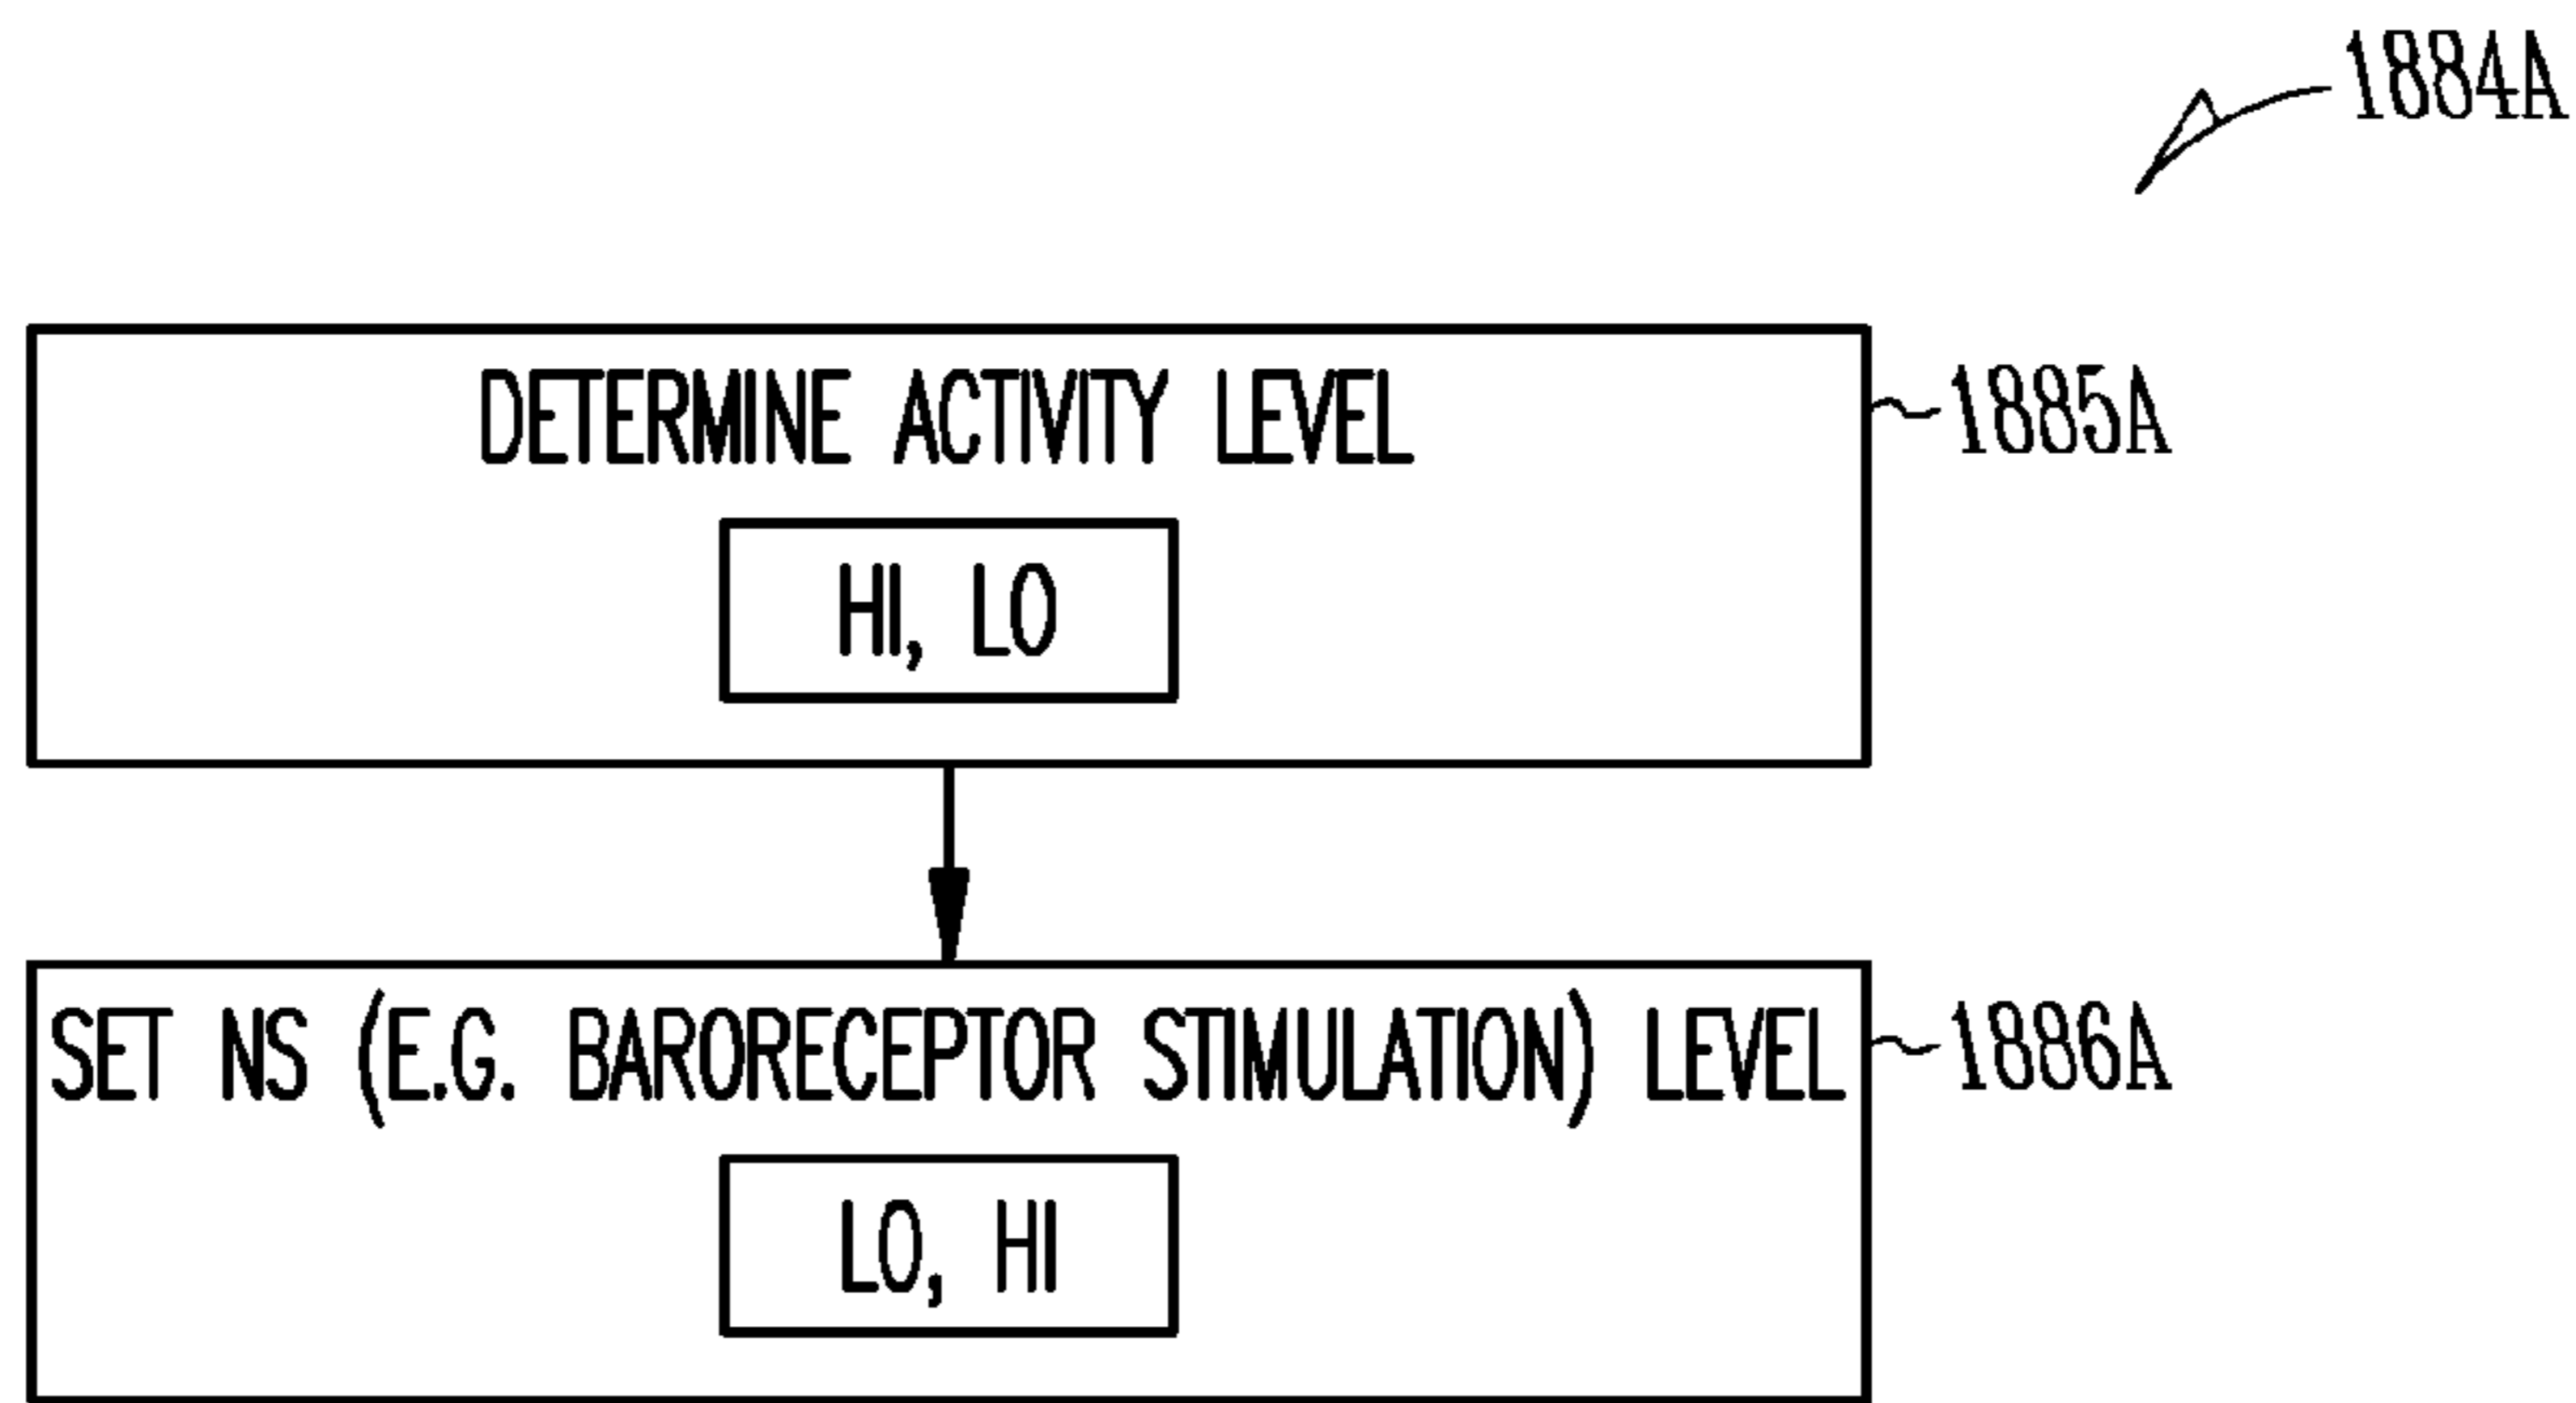 1884A
DETERMINE ACTIVITY LEVEL
1885A
HI, LO
SET NS (E.G. BARORECEPTOR STIMULATION) LEVEL
1886A
LO, HI